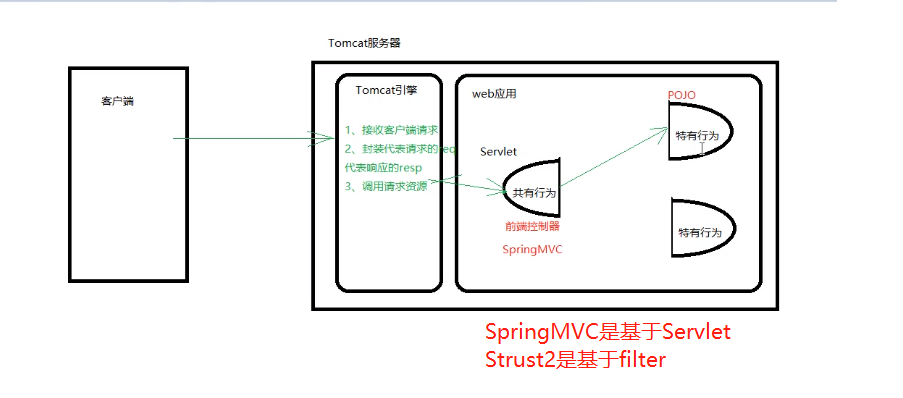 Tomcat服务器
客户端
Tomcat引擎
1、接收客户端请求
2、封装代表请求的req
代表响应的resp
3、调用请求资源
web应用
Servlet
共有行为
前端控制器
SpringMVC
POJO
特有行为
特有行为
SpringMVC是基于Servlet
Strust2是基于filter